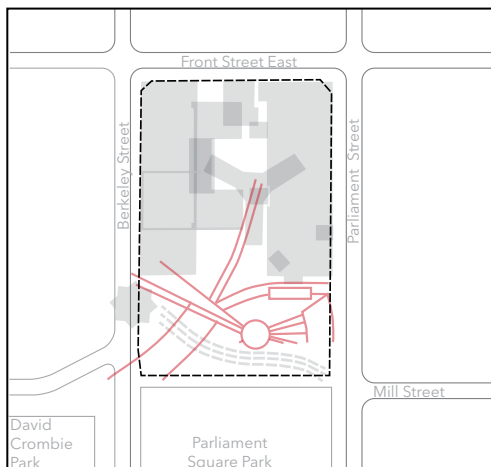 Front Street East
Berkeley Street
Parliament Street
Mill Street
David
Crombie
Park
Parliament
Square Park